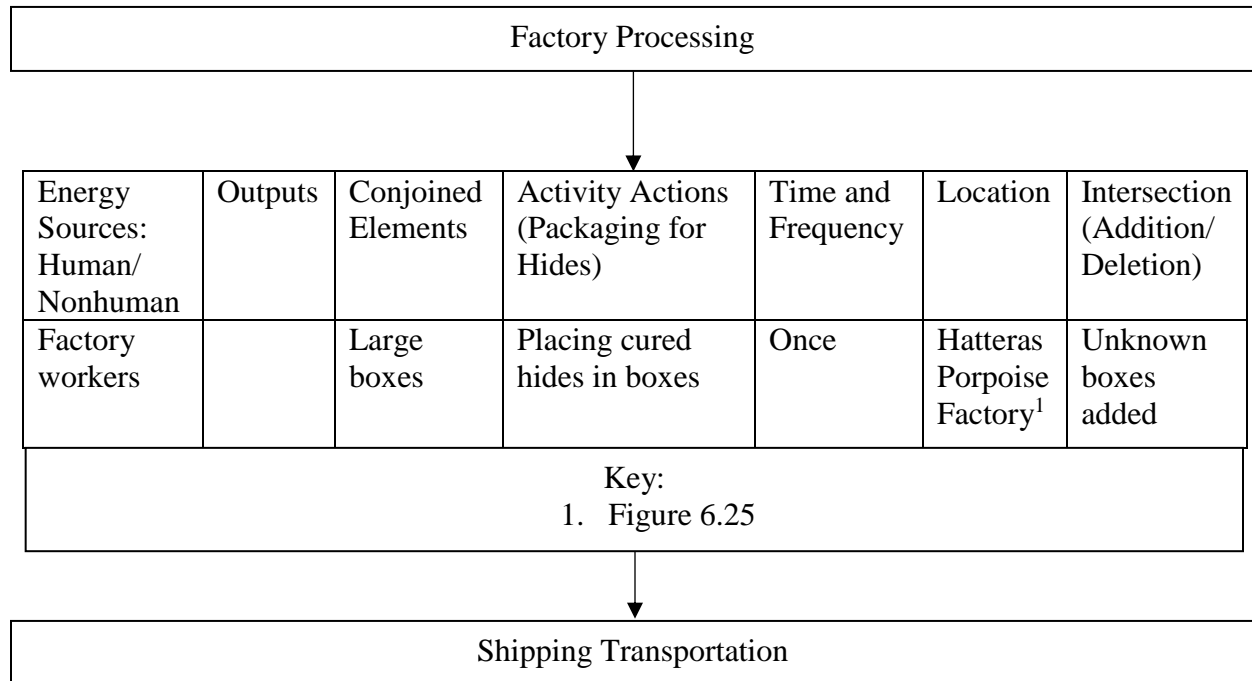 Factory Processing
Energy
Sources:
Human/
Nonhuman
Outputs
Conjoined
Elements
Activity Actions
(Packaging for
Hides)
Time and
Frequency
Location
Intersection
(Addition/
Deletion)
Factory
workers
Large
boxes
Placing cured
hides in boxes
Once
Hatteras
Porpoise
Factory¹
Unknown
boxes
added
Key:
1. Figure 6.25
Shipping Transportation